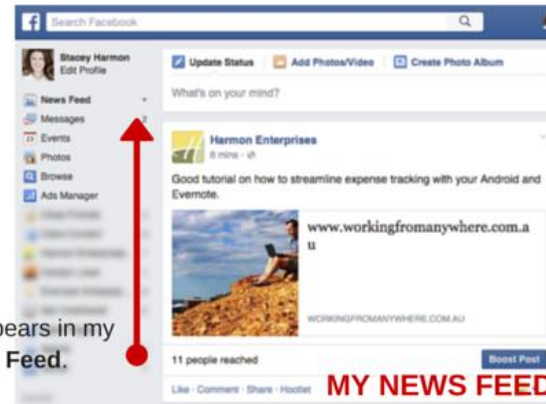 Search Facebook
Stacey Harmon
Edit Profile
News Feed
Messages 2
Events
Photos
Browse
Ads Manager
Update Status Add Photos/Video Create Photo Album
What's on your mind?
Harmon Enterprises
6 mins
Good tutorial on how to streamline expense tracking with your Android and
Evernote.
www.workingfromanywhere.com.a
u
WORKINGFROMANYWHERE.COM.AU
11 people reached Boost Post
Like · Comment · Share · Hootlet
pears in my
Feed.
MY NEWS FEED